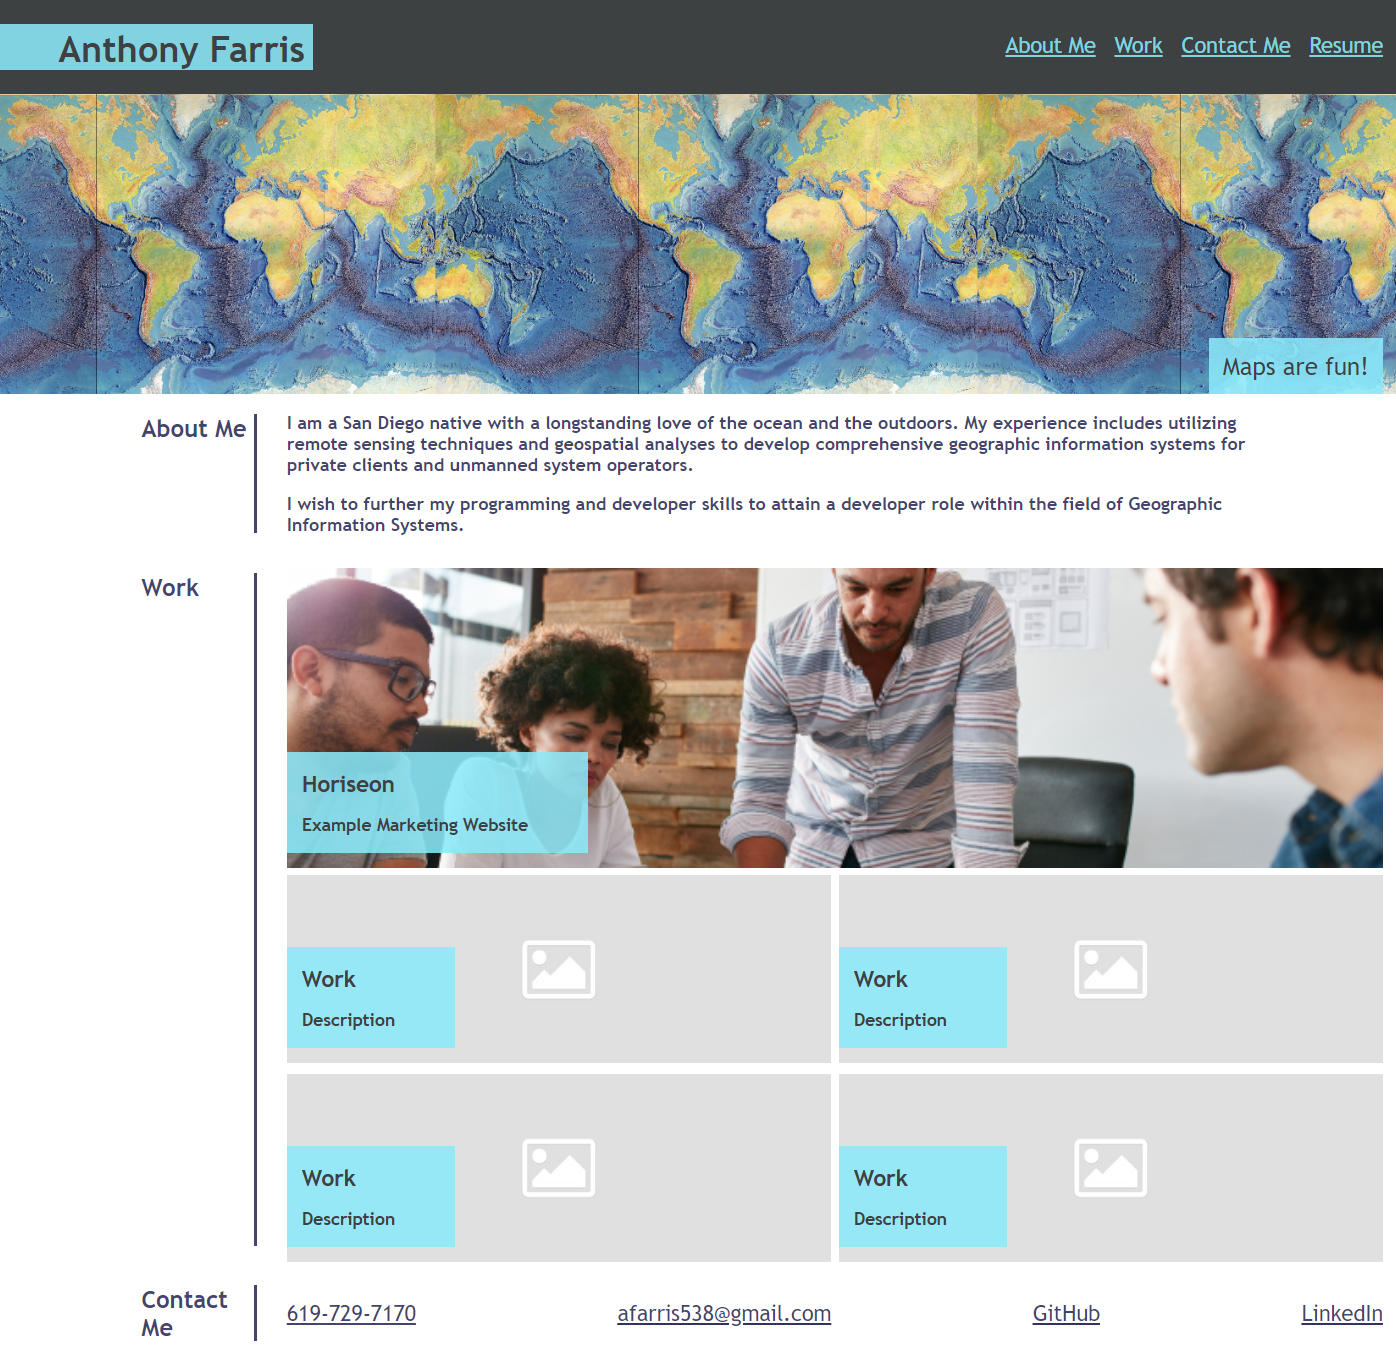 Anthony Farris
About Me Work Contact Me Resume
Maps are fun!
About Me
I am a San Diego native with a longstanding love of the ocean and the outdoors. My experience includes utilizing
remote sensing techniques and geospatial analyses to develop comprehensive geographic information systems for
private clients and unmanned system operators.
I wish to further my programming and developer skills to attain a developer role within the field of Geographic
Information Systems.
Work
Horiseon
Example Marketing Website
Work
Description
Work
Description
Work
Description
Work
Description
Contact
Me
619-729-7170 afarris538@gmail.com GitHub LinkedIn